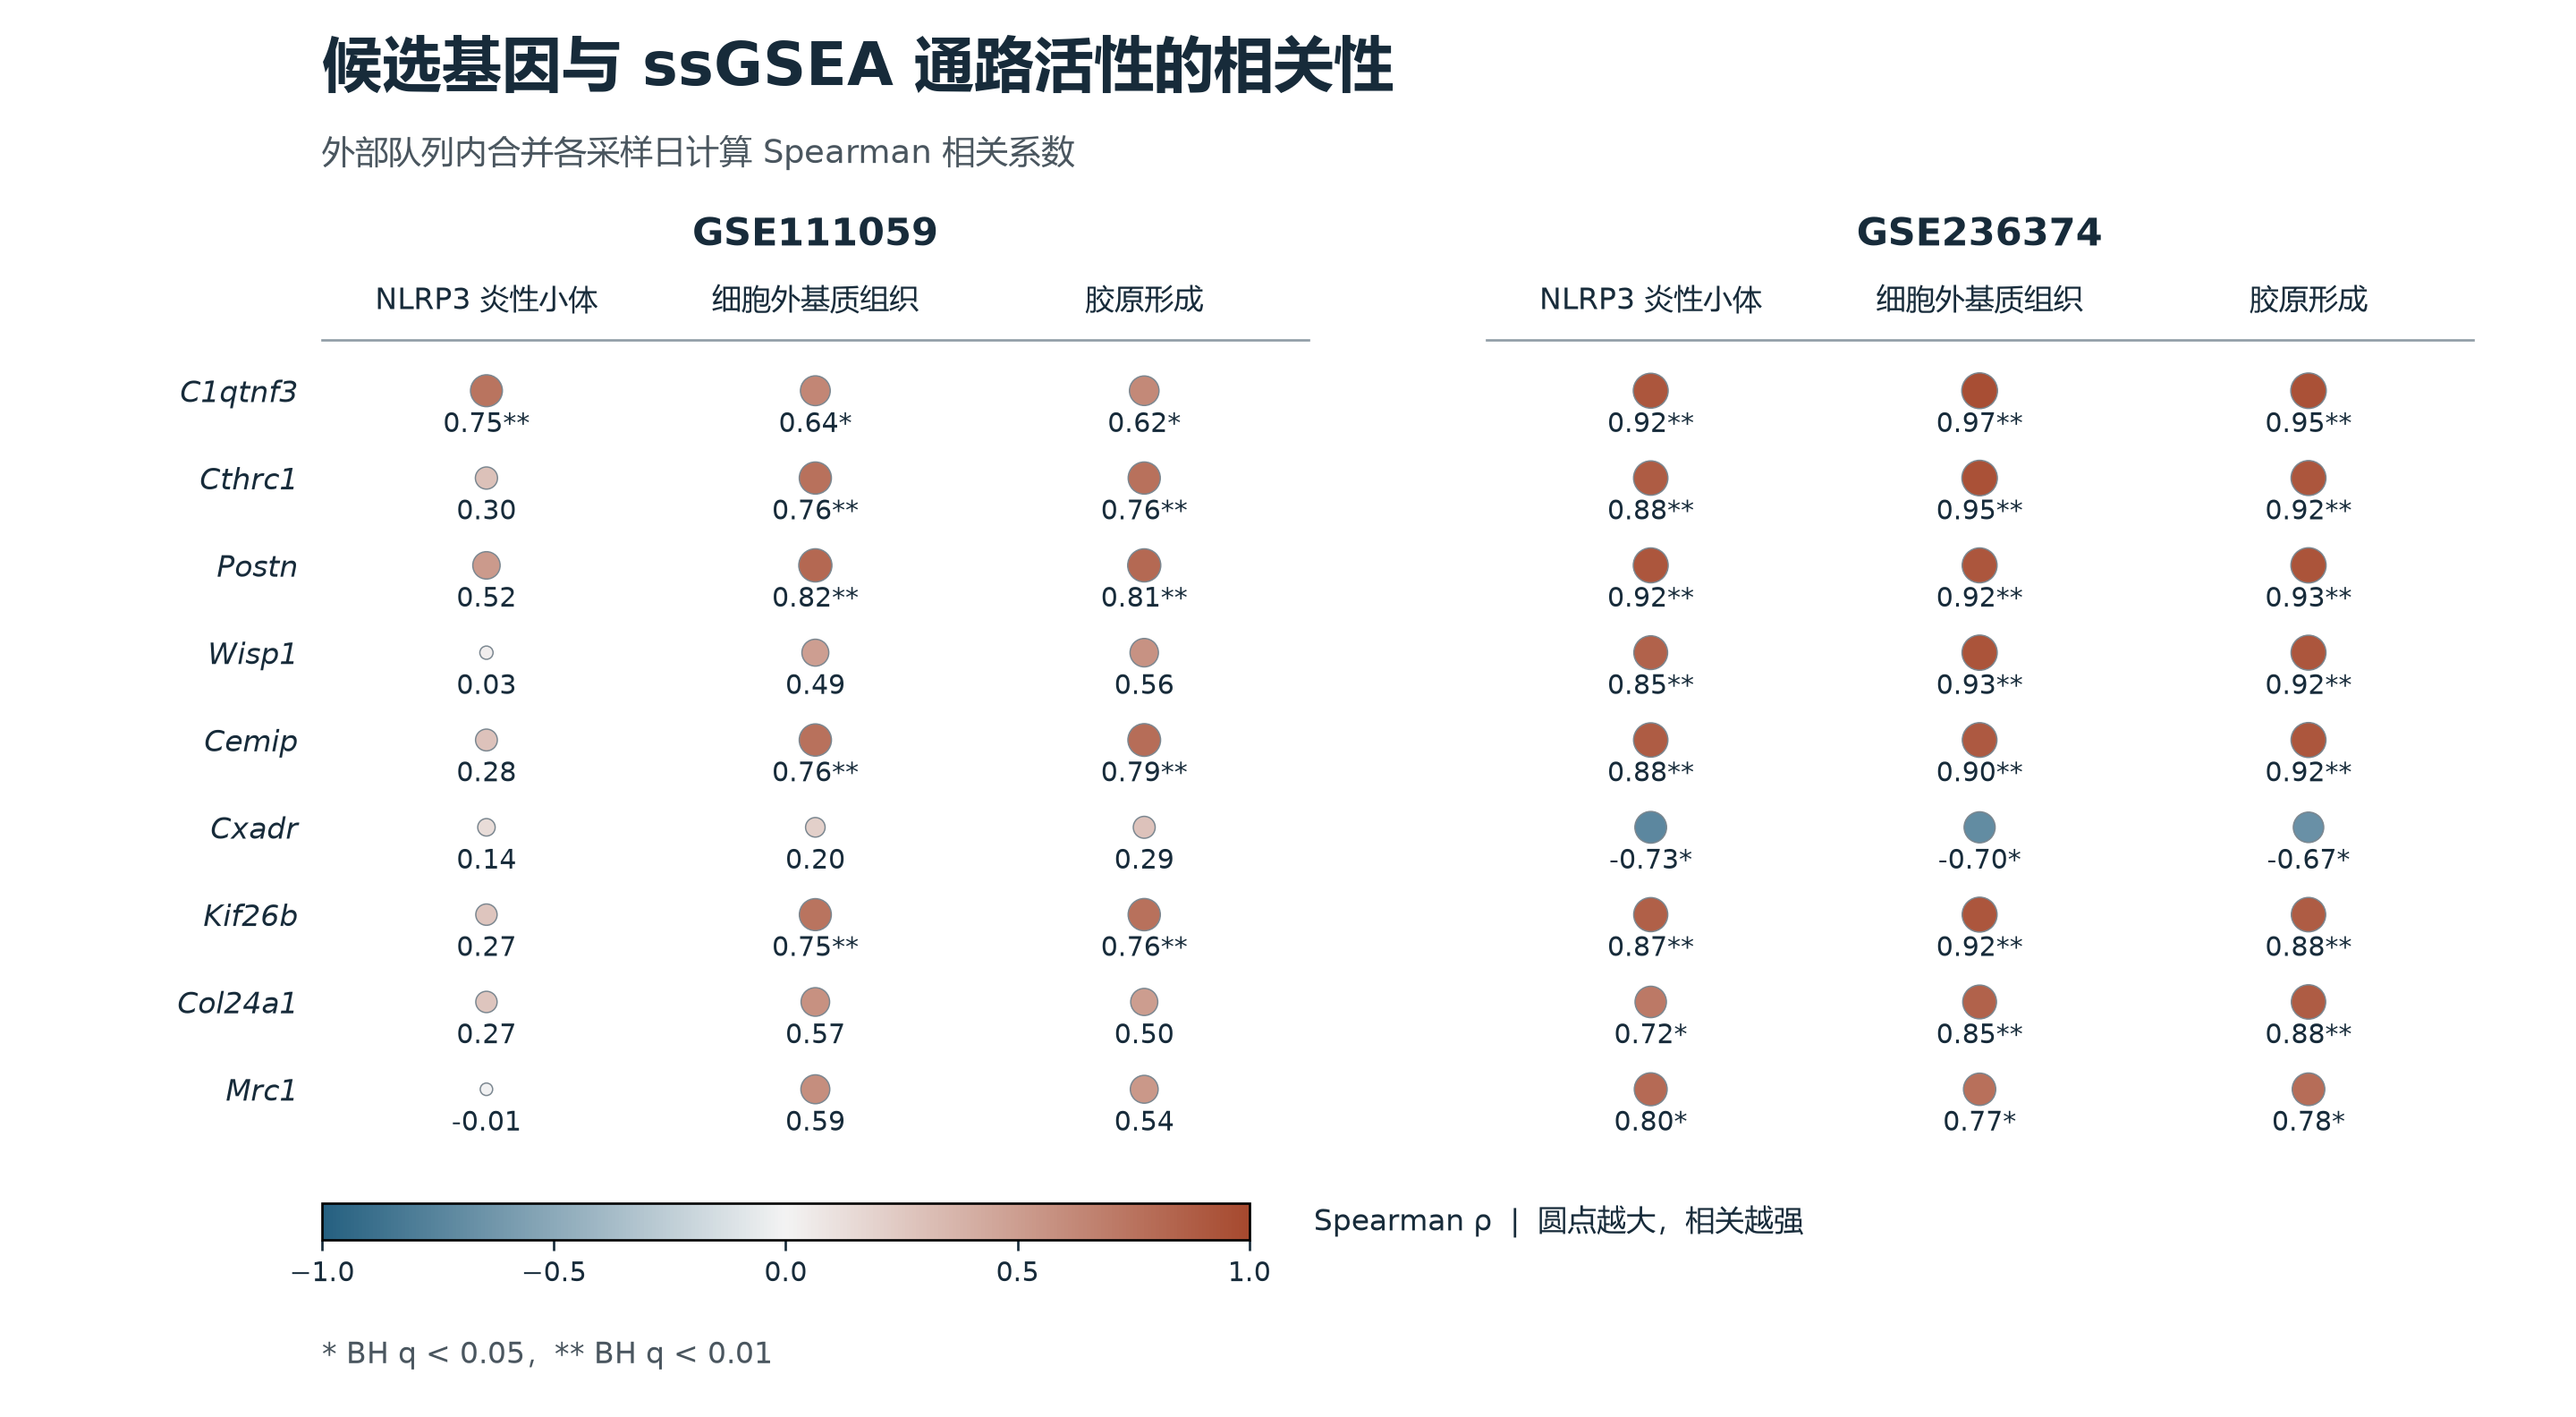 候选基因与 ssGSEA 通路活性的相关性
外部队列内合并各采样日计算 Spearman 相关系数
GSE111059 GSE236374
NLRP3 炎性小体 细胞外基质组织 胶原形成 NLRP3 炎性小体 细胞外基质组织 胶原形成
C1qtnf3
0.75** 0.64* 0.62* 0.92** 0.97** 0.95**
Cthrc1
0.30 0.76** 0.76** 0.88** 0.95** 0.92**
Postn
0.52 0.82** 0.81** 0.92** 0.92** 0.93**
Wisp1
0.03 0.49 0.56 0.85** 0.93** 0.92**
Cemip
0.28 0.76** 0.79** 0.88** 0.90** 0.92**
Cxadr
0.14 0.20 0.29 -0.73* -0.70* -0.67*
Kif26b
0.27 0.75** 0.76** 0.87** 0.92** 0.88**
Col24a1
0.27 0.57 0.50 0.72* 0.85** 0.88**
Mrc1
-0.01 0.59 0.54 0.80* 0.77* 0.78*
Spearman ρ | 圆点越大，相关越强
−1.0 −0.5 0.0 0.5 1.0
* BH q < 0.05，** BH q < 0.01